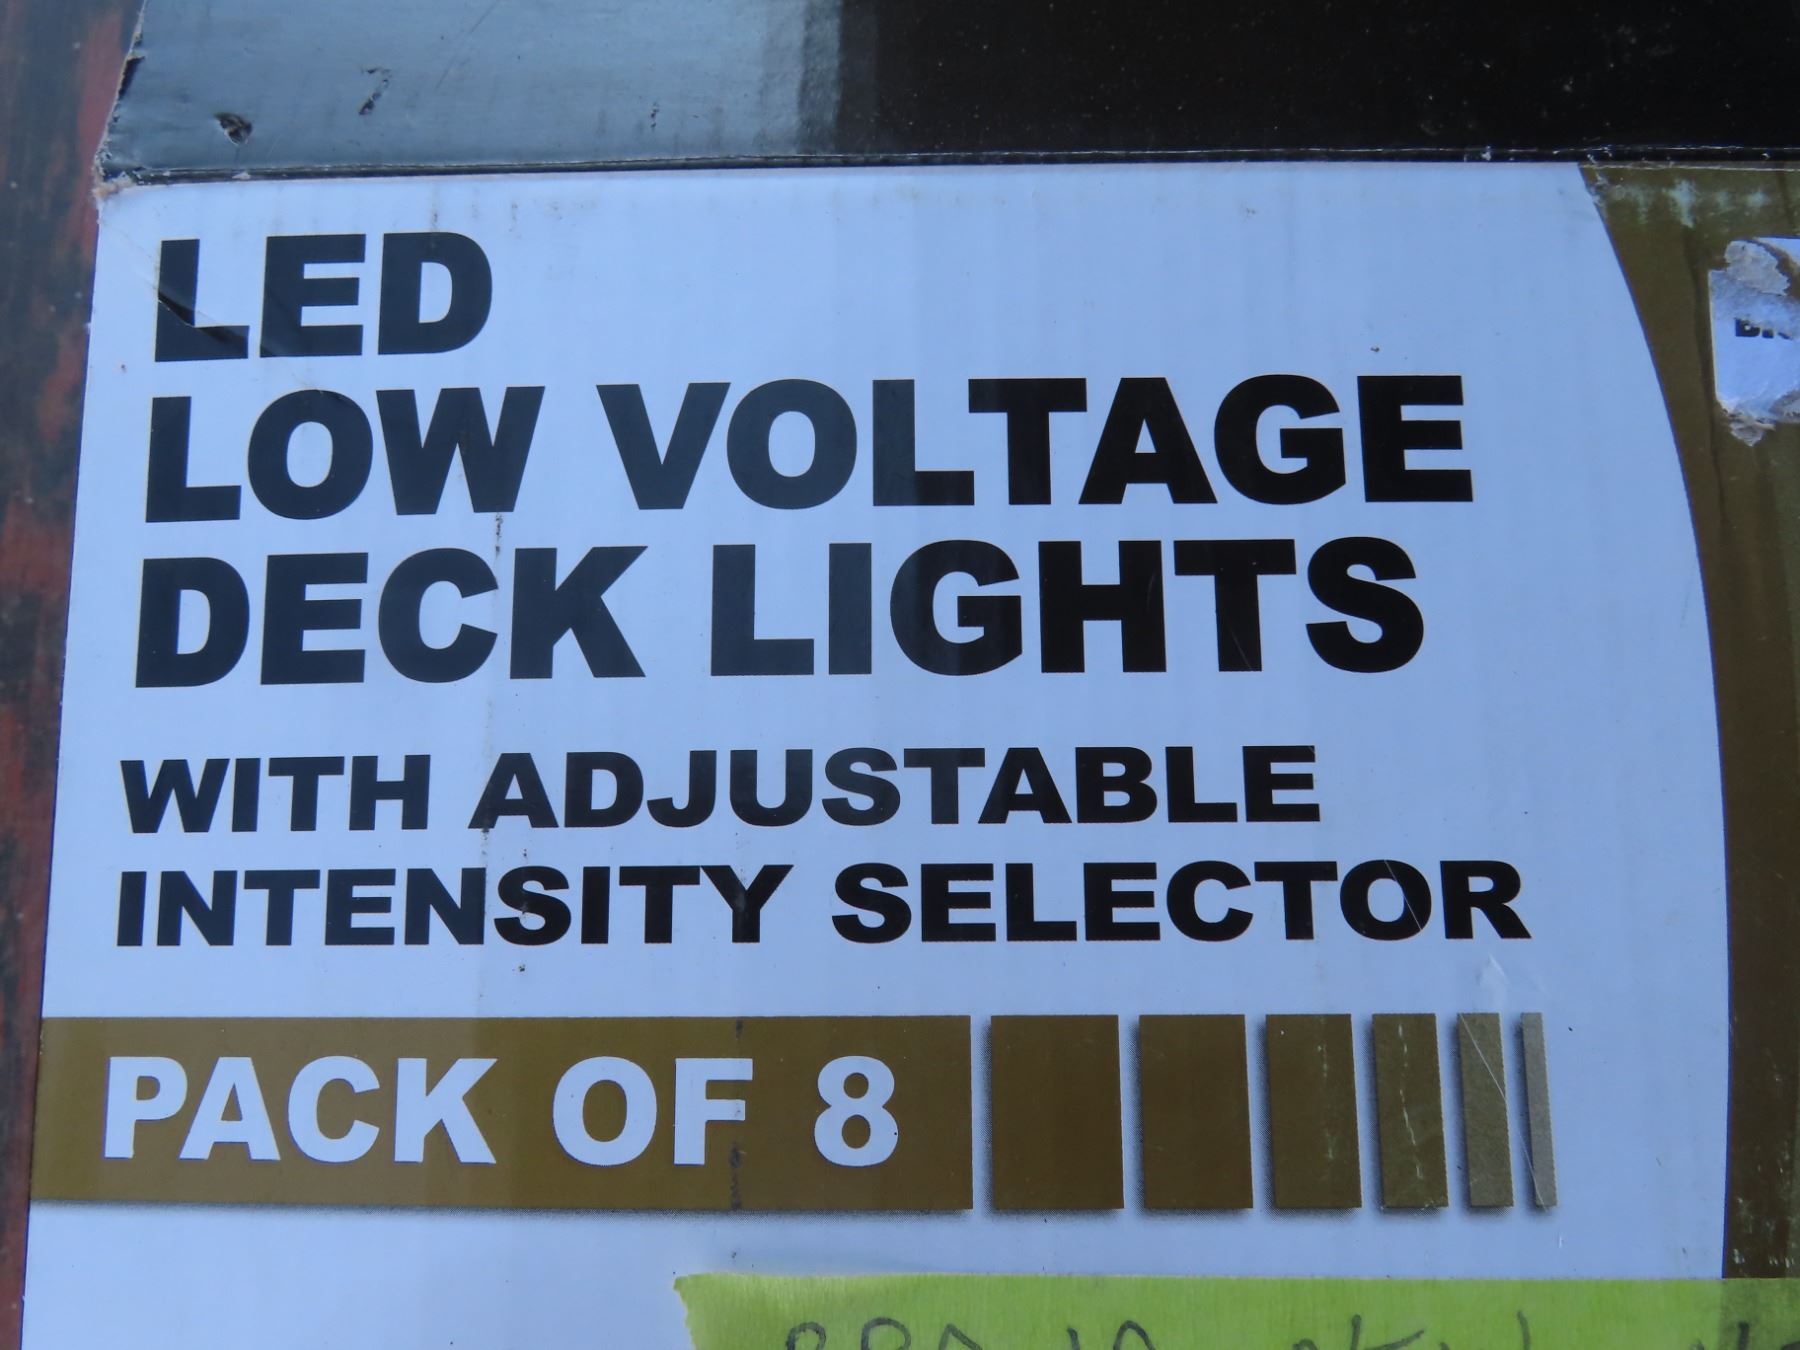 LED
LOW VOLTAGE
DECK LIGHTS
WITH ADJUSTABLE
INTENSITY SELECTOR
PACK OF 8